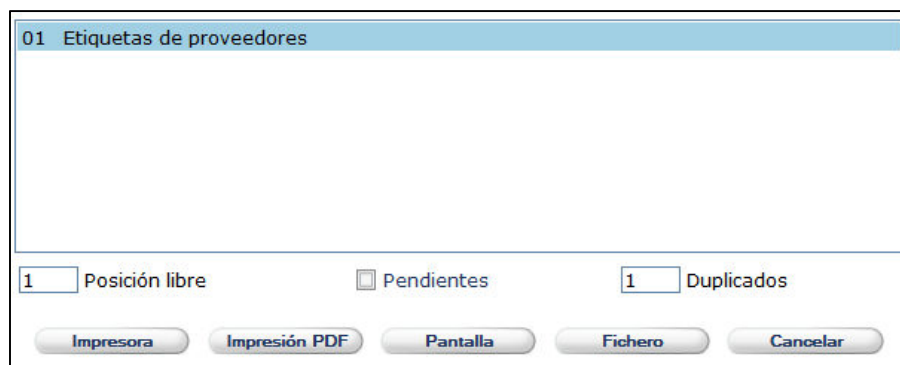 01 Etiquetas de proveedores
1 Posición libre Pendientes 1 Duplicados
Impresora Impresión PDF Pantalla Fichero Cancelar